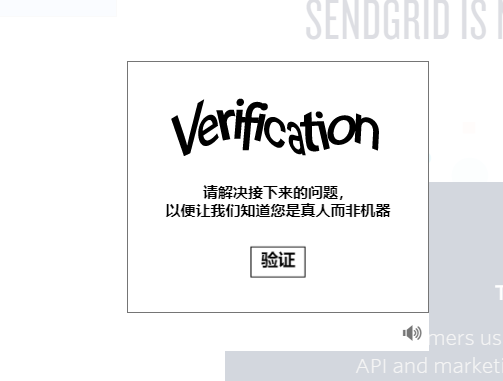 SENDGRID IS
Verification
请解决接下来的问题，
以便让我们知道您是真人而非机器
验证
T
mers us
API and market